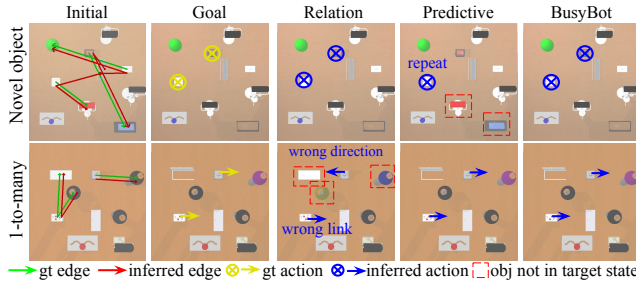 Initial Goal Relation Predictive BusyBot
Novel object
repeat
1-to-many
wrong direction
wrong link
gt edge inferred edge gt action inferred action obj not in target state